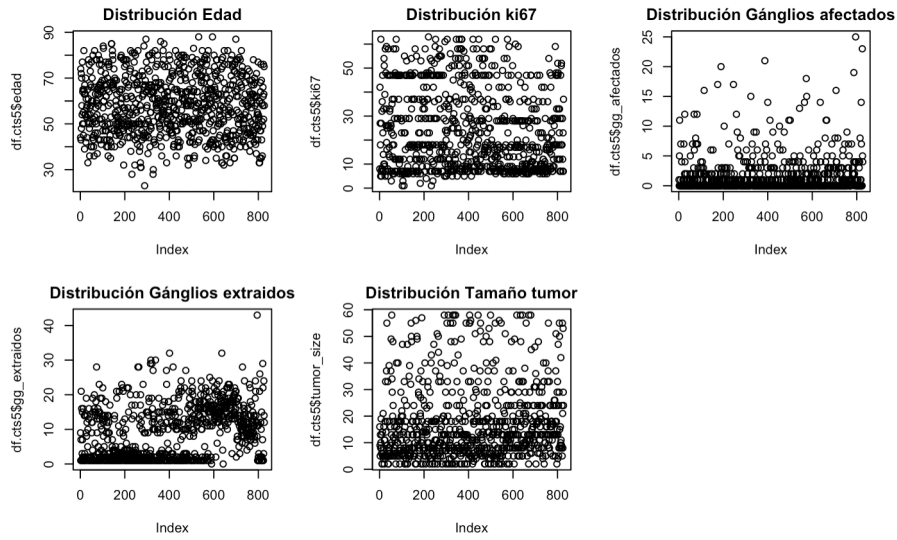 Distribución Edad
df.cts5$edad
90
70
50
30
0 200 400 600 800
Index
Distribución ki67
df.cts5$ki67
50
30
10
0
0 200 400 600 800
Index
Distribución Gánglios afectados
df.cts5$gg_afectados
25
20
15
10
5
0
0 200 400 600 800
Index
Distribución Gánglios extraidos
df.cts5$gg_extraidos
40
30
20
10
0
0 200 400 600 800
Index
Distribución Tamaño tumor
df.cts5$tumor_size
60
50
40
30
20
10
0
0 200 400 600 800
Index